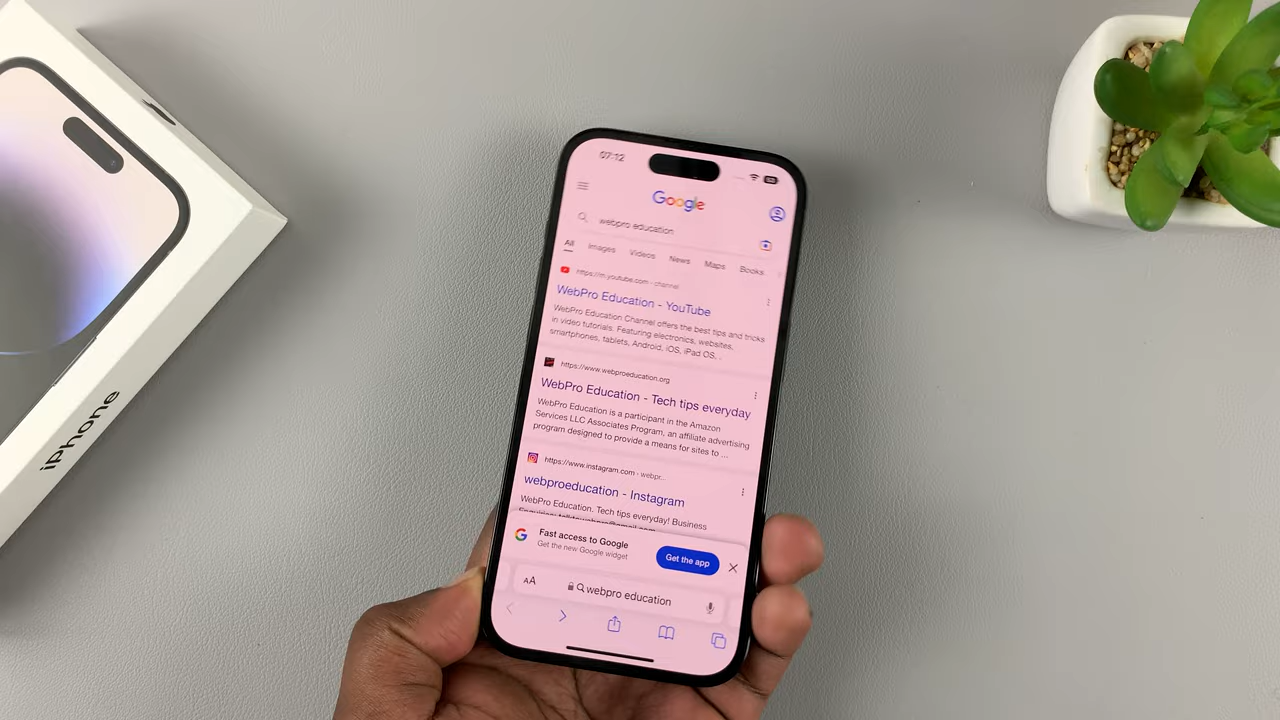 iPhone
07:12
Google
webpro education
All Images Videos News Maps Books
https://m.youtube.com › channel
WebPro Education - YouTube
WebPro Education Channel offers the best tips and tricks
in video tutorials. Featuring electronics, websites,
smartphones, tablets, Android, iOS, iPad OS, .
https://www.webproeducation.org
WebPro Education - Tech tips everyday
WebPro Education is a participant in the Amazon
Services LLC Associates Program, an affiliate advertising
program designed to provide a means for sites to ...
https://www.instagram.com › webpr...
webproeducation - Instagram
WebPro Education. Tech tips everyday! Business
Fast access to Google
Get the new Google widget
Get the app
AA webpro education